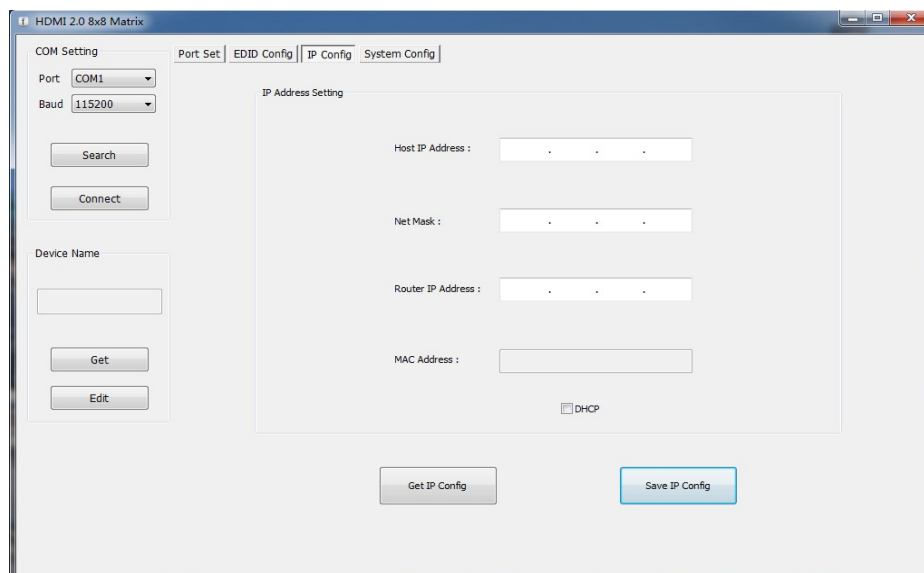 HDMI 2.0 8x8 Matrix
COM Setting
Port COM1
Baud 115200
Search
Connect
Device Name
Get
Edit
Port Set EDID Config IP Config System Config
IP Address Setting
Host IP Address : . . .
Net Mask : . . .
Router IP Address : . . .
MAC Address :
DHCP
Get IP Config Save IP Config